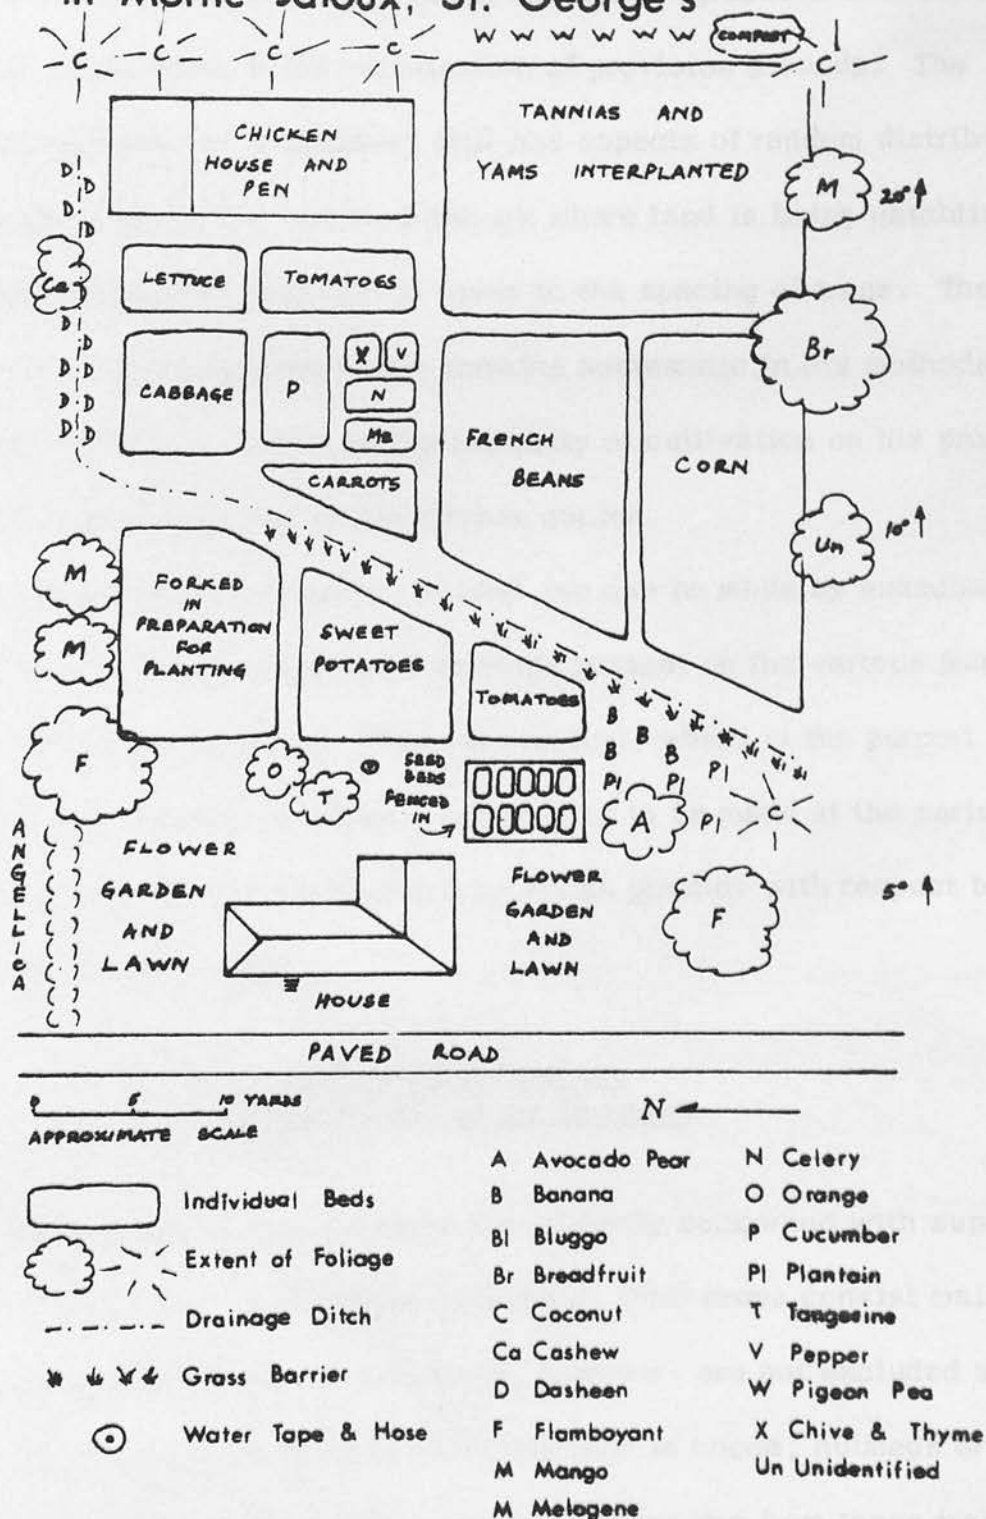 in Morne Jaloux, St. George's
C C C C W W W W W W COMPOST C
CHICKEN
HOUSE AND
PEN
TANNIAS AND
YAMS INTERPLANTED
D
D
D
D
D
D
M 20°
Ca
LETTUCE TOMATOES
Br
D
D
D
D
D
D
D
CABBAGE P X V
N
Me
CARROTS
FRENCH
BEANS
CORN
Un 10°
M
M
FORKED
IN
PREPARATION
FOR
PLANTING
SWEET
POTATOES
TOMATOES
B
B B
B B
Pl Pl Pl
Pl
F
O
T
SEED
BEDS
FENCED
IN
A
ANGELLICA
FLOWER
GARDEN
AND
LAWN
FLOWER
GARDEN
AND
LAWN
F
5°
HOUSE
PAVED ROAD
0 5 10 YARDS
APPROXIMATE SCALE
N
Individual Beds
Extent of Foliage
Drainage Ditch
Grass Barrier
Water Tape & Hose
A Avocado Pear
B Banana
Bl Bluggo
Br Breadfruit
C Coconut
Ca Cashew
D Dasheen
F Flamboyant
M Mango
M Melogene
N Celery
O Orange
P Cucumber
Pl Plantain
T Tangerine
V Pepper
W Pigeon Pea
X Chive & Thyme
Un Unidentified